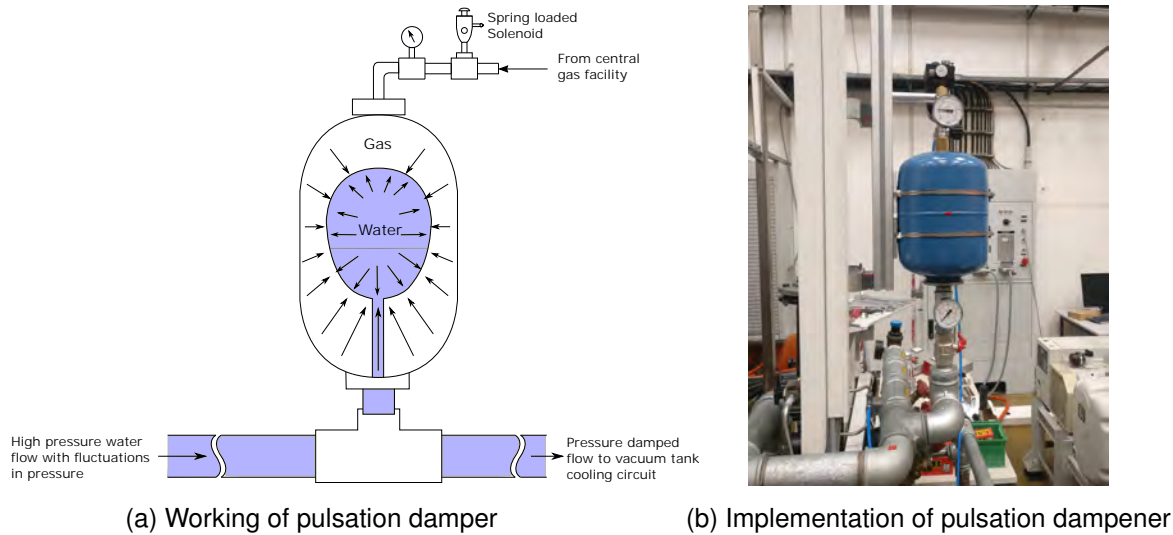 Spring loaded
Solenoid
From central
gas facility
Gas
Water
High pressure water
flow with fluctuations
in pressure
Pressure damped
flow to vacuum tank
cooling circuit
(a) Working of pulsation damper
(b) Implementation of pulsation dampener